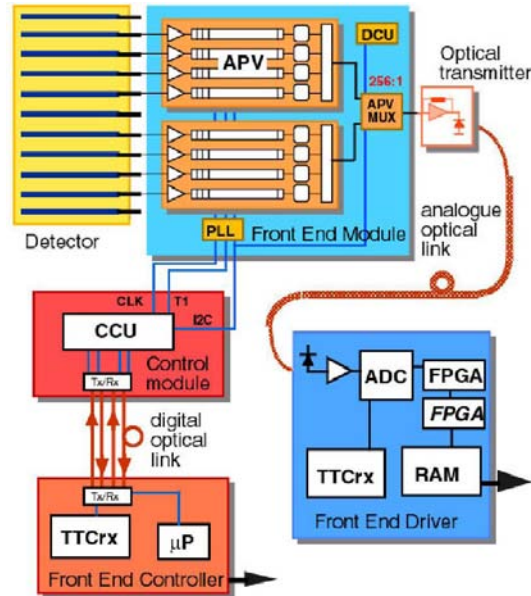 DCU
Optical
transmitter
APV
256:1
APV
MUX
PLL
Front End Module
Detector
analogue
optical
link
CLK
T1
I2C
CCU
Control
module
Tx/Rx
ADC
FPGA
FPGA
digital
optical
link
TTCrx
RAM
Front End Driver
Tx/Rx
TTCrx
µP
Front End Controller